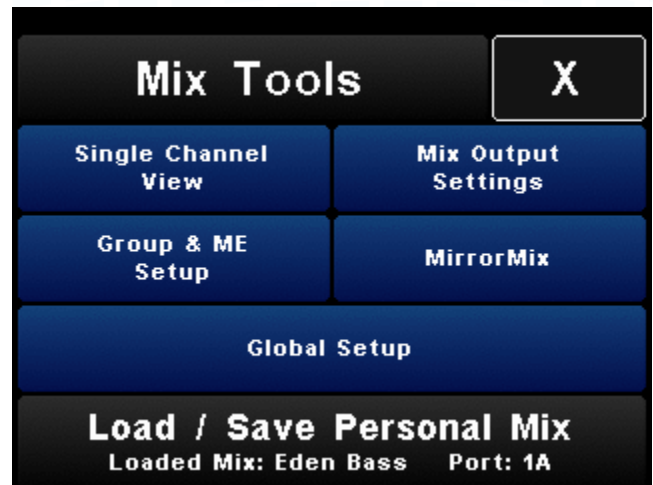 Mix Tools
X
Single Channel
View
Mix Output
Settings
Group & ME
Setup
MirrorMix
Global Setup
Load / Save Personal Mix
Loaded Mix: Eden Bass Port: 1A